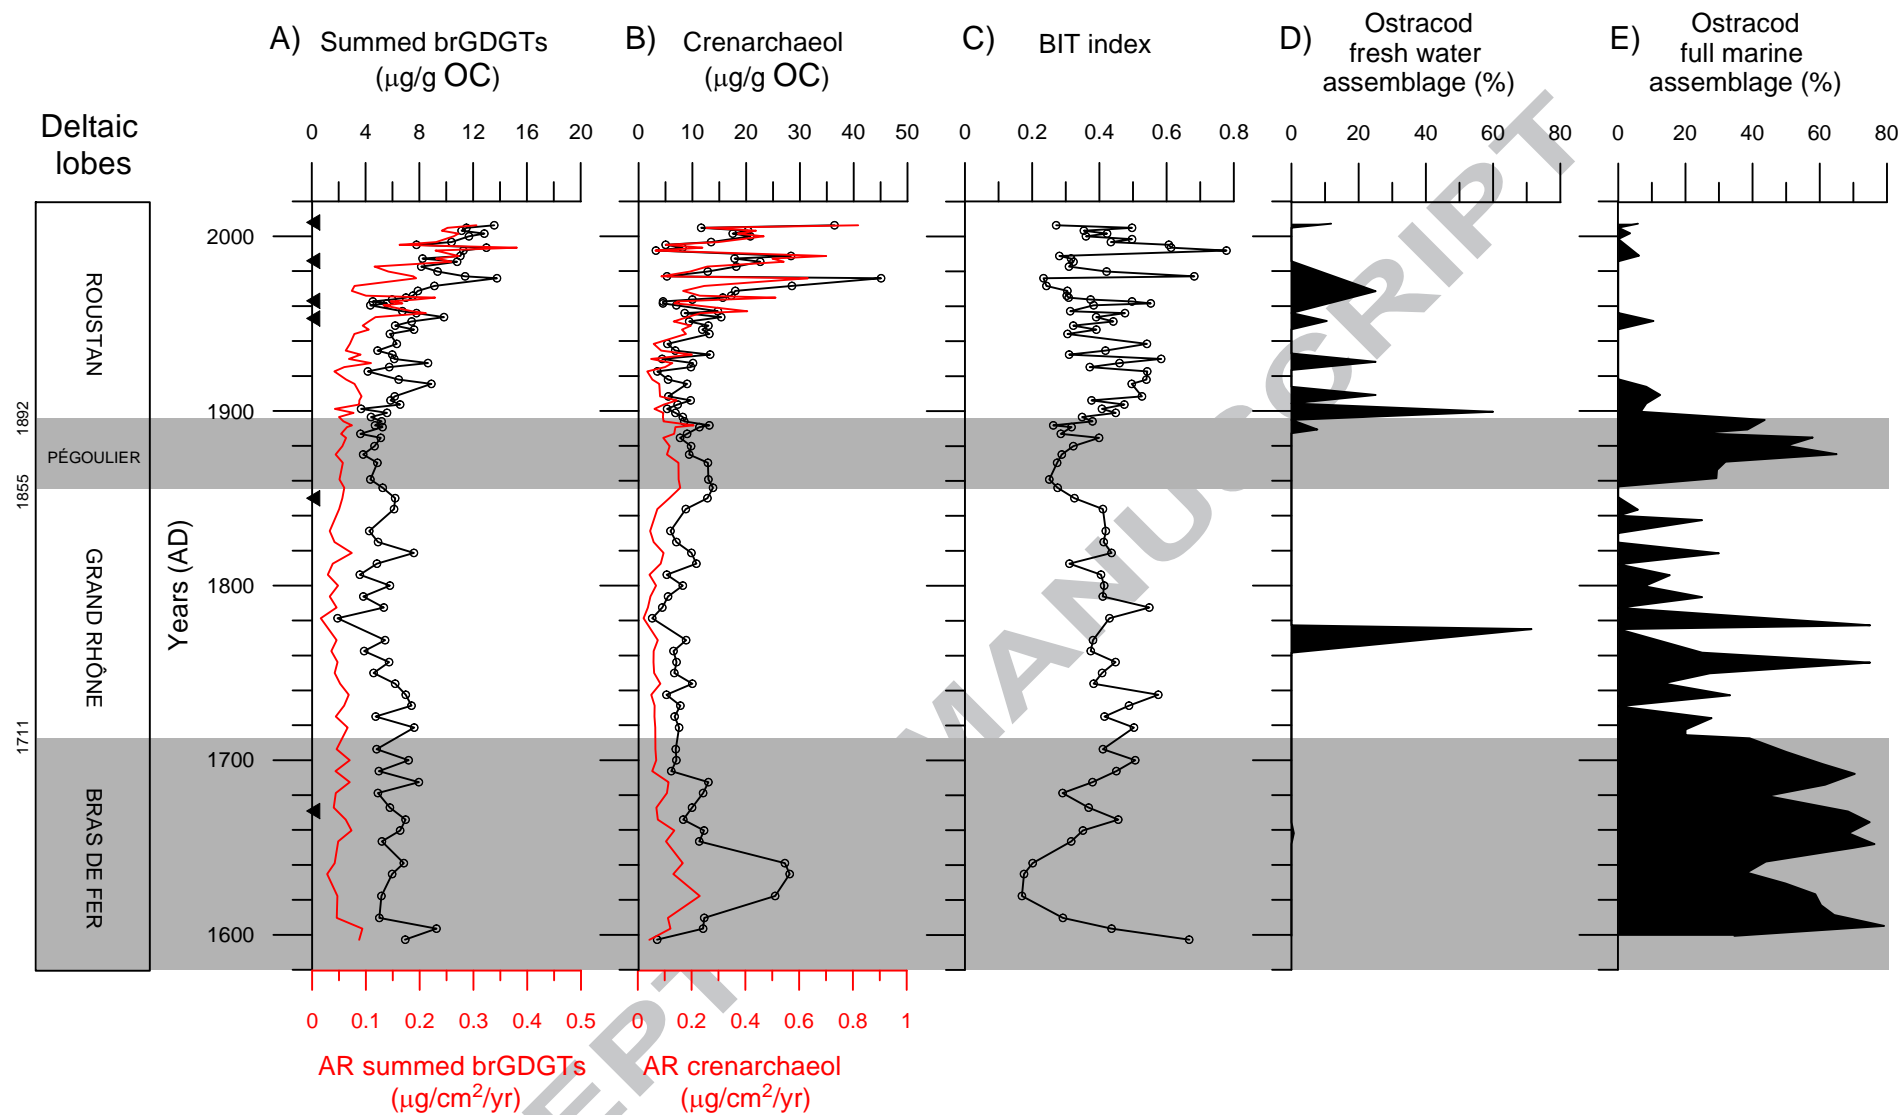 A) Summed brGDGTs
(μg/g OC)
B) Crenarchaeol
(μg/g OC)
C) BIT index
D) Ostracod
fresh water
assemblage (%)
E) Ostracod
full marine
assemblage (%)
Deltaic
lobes
0 4 8 12 16 20
0 10 20 30 40 50
0 0.2 0.4 0.6 0.8
0 20 40 60 80
0 20 40 60 80
ROUSTAN
1892
PÉGOULIER
1855
GRAND RHÔNE
1711
BRAS DE FER
Years (AD)
2000
1900
1800
1700
1600
0 0.1 0.2 0.4 0.4 0.5
0 0.2 0.4 0.6 0.8 1
AR summed brGDGTs
(μg/cm²/yr)
AR crenarchaeol
(μg/cm²/yr)
EPT
MANUSCRIPT